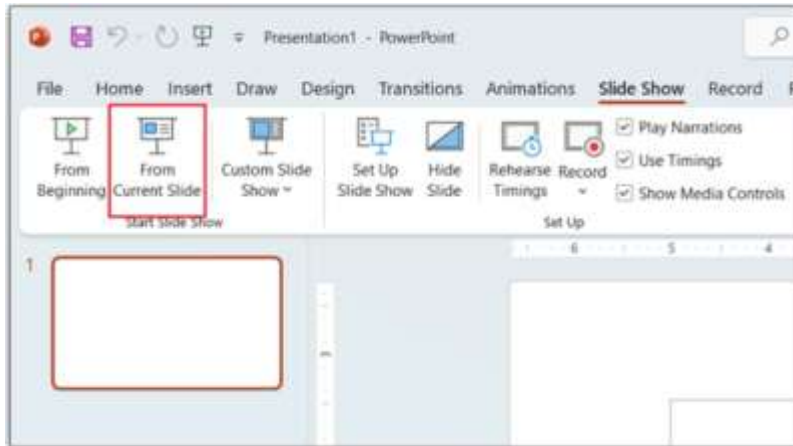 Presentation1 - PowerPoint
File Home Insert Draw Design Transitions Animations Slide Show Record
From Beginning
From Current Slide
Custom Slide Show
Set Up Slide Show
Hide Slide
Rehearse Timings
Record
Play Narrations
Use Timings
Show Media Controls
Start Slide Show
Set Up
6 5 4
1